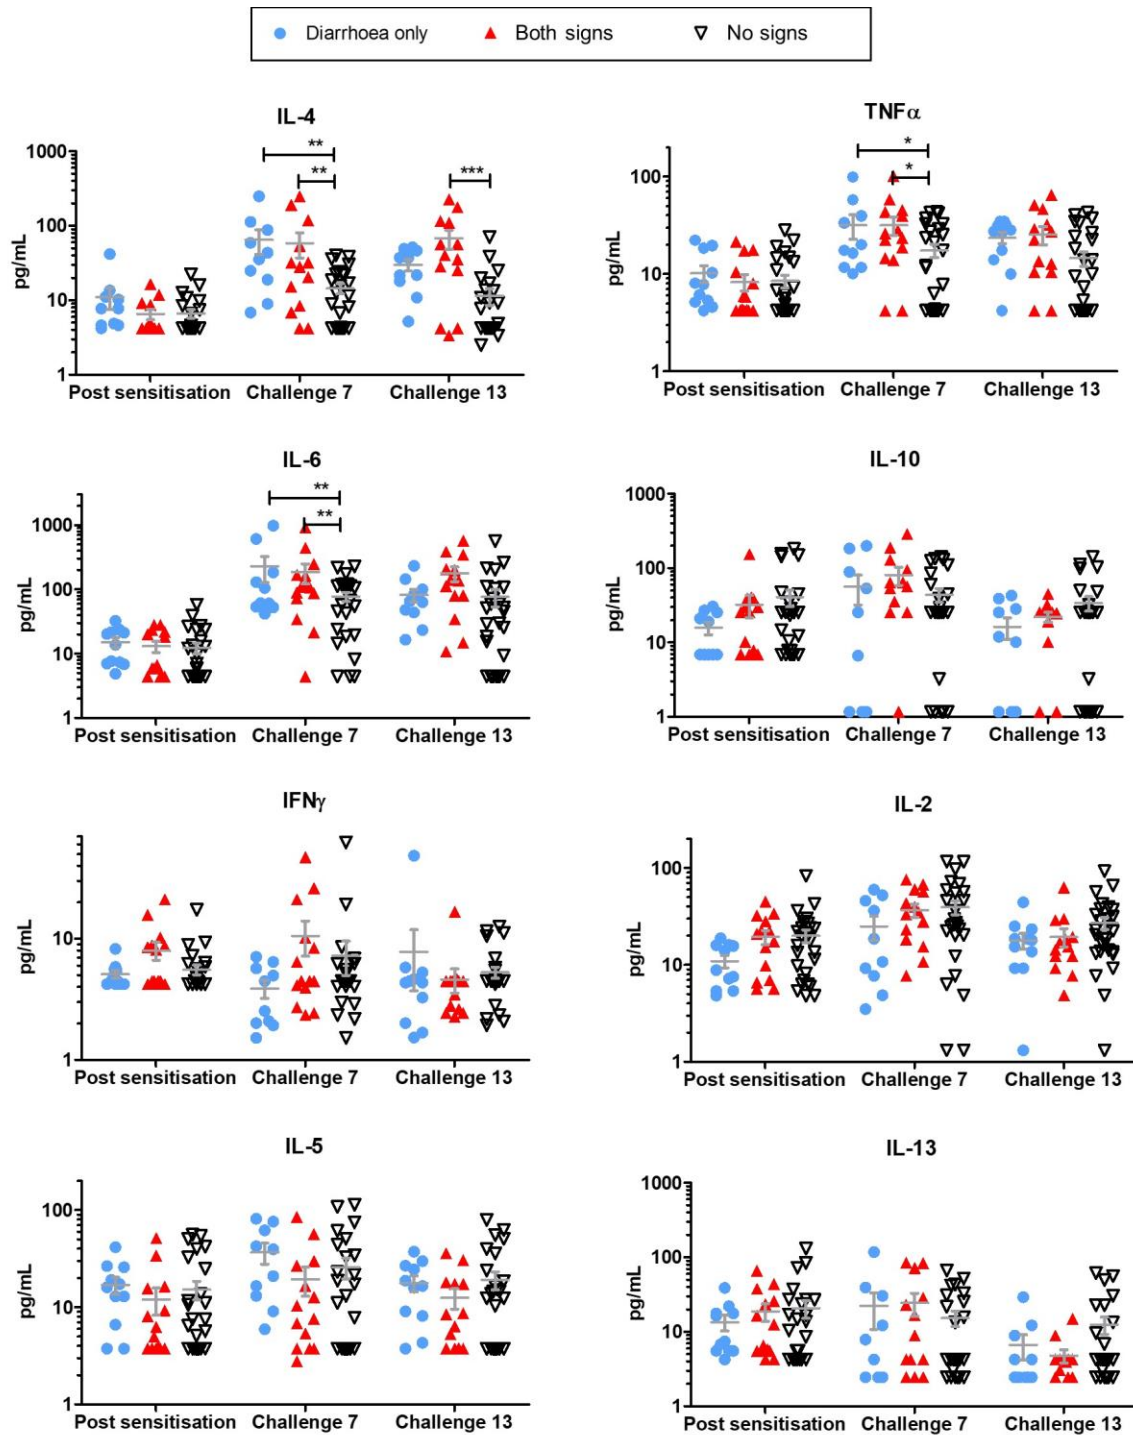 Diarrhoea only Both signs No signs
IL-4
pg/mL
1000
100
10
1
** 
**
***
Post sensitisation Challenge 7 Challenge 13
TNFα
pg/mL
100
10
1
*
*
Post sensitisation Challenge 7 Challenge 13
IL-6
pg/mL
1000
100
10
1
**
**
Post sensitisation Challenge 7 Challenge 13
IL-10
pg/mL
1000
100
10
1
Post sensitisation Challenge 7 Challenge 13
IFNγ
pg/mL
10
1
Post sensitisation Challenge 7 Challenge 13
IL-2
pg/mL
100
10
1
Post sensitisation Challenge 7 Challenge 13
IL-5
pg/mL
100
10
1
Post sensitisation Challenge 7 Challenge 13
IL-13
pg/mL
1000
100
10
1
Post sensitisation Challenge 7 Challenge 13